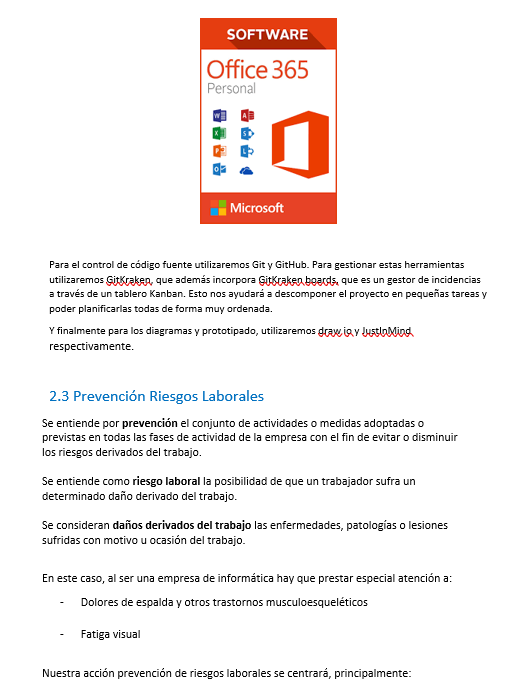 SOFTWARE
Office 365
Personal
Microsoft
Para el control de código fuente utilizaremos Git y GitHub. Para gestionar estas herramientas
utilizaremos GitKraken, que además incorpora GitKraken boards, que es un gestor de incidencias
a través de un tablero Kanban. Esto nos ayudará a descomponer el proyecto en pequeñas tareas y
poder planificarlas todas de forma muy ordenada.
Y finalmente para los diagramas y prototipado, utilizaremos draw.io y JustInMind
respectivamente.
2.3 Prevención Riesgos Laborales
Se entiende por prevención el conjunto de actividades o medidas adoptadas o
previstas en todas las fases de actividad de la empresa con el fin de evitar o disminuir
los riesgos derivados del trabajo.
Se entiende como riesgo laboral la posibilidad de que un trabajador sufra un
determinado daño derivado del trabajo.
Se consideran daños derivados del trabajo las enfermedades, patologías o lesiones
sufridas con motivo u ocasión del trabajo.
En este caso, al ser una empresa de informática hay que prestar especial atención a:
- Dolores de espalda y otros trastornos musculoesqueléticos
- Fatiga visual
Nuestra acción prevención de riesgos laborales se centrará, principalmente: